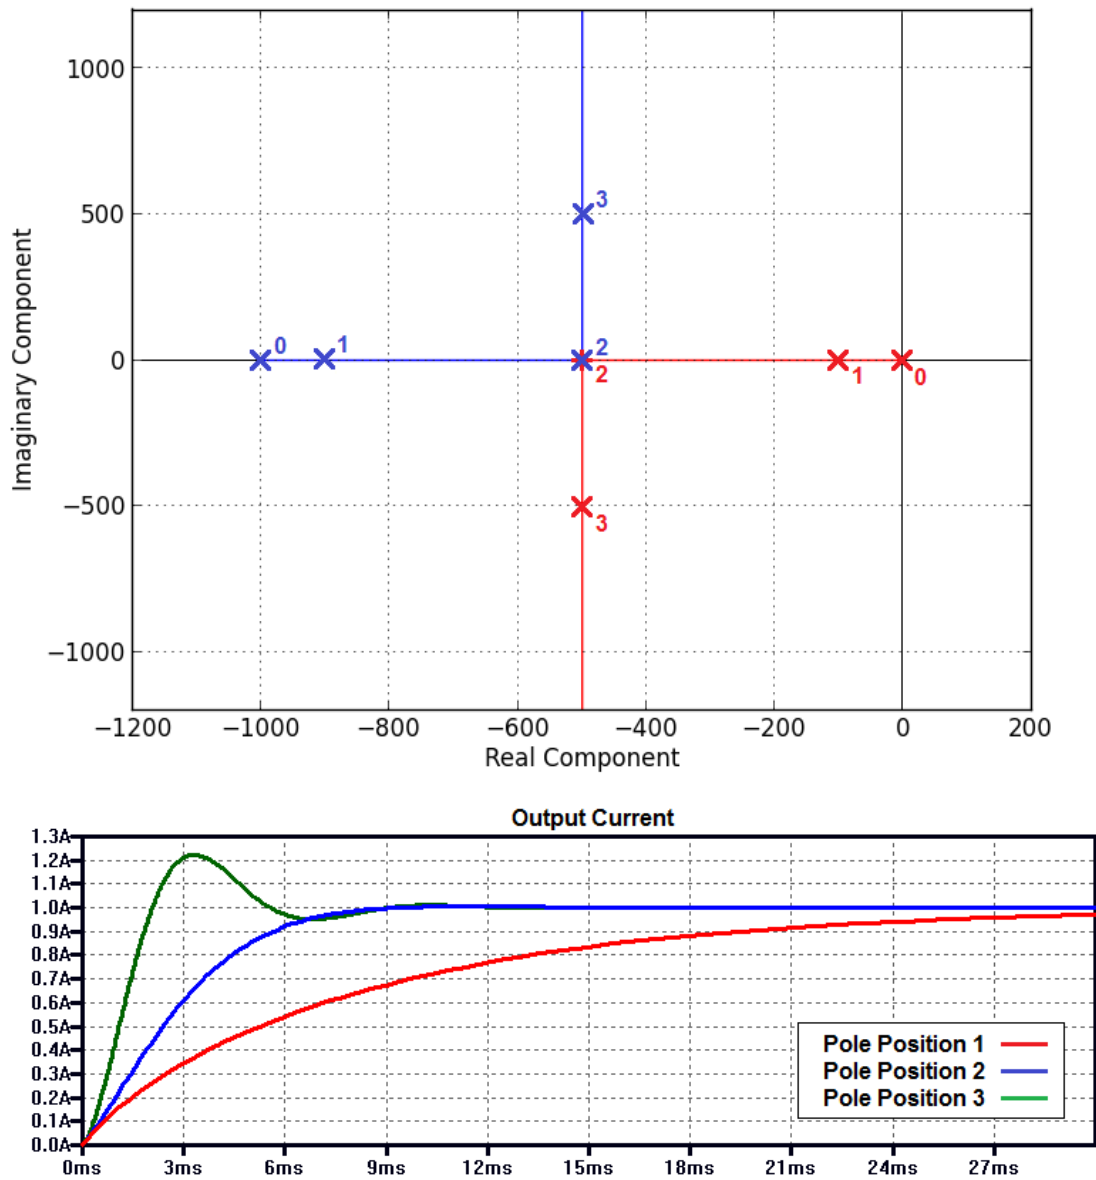 1000
500
0
−500
−1000
Imaginary Component
3
0
1
2
2
1
0
3
−1200 −1000 −800 −600 −400 −200 0 200
Real Component
Output Current
1.3A
1.2A
1.1A
1.0A
0.9A
0.8A
0.7A
0.6A
0.5A
0.4A
0.3A
0.2A
0.1A
0.0A
Pole Position 1
Pole Position 2
Pole Position 3
0ms 3ms 6ms 9ms 12ms 15ms 18ms 21ms 24ms 27ms